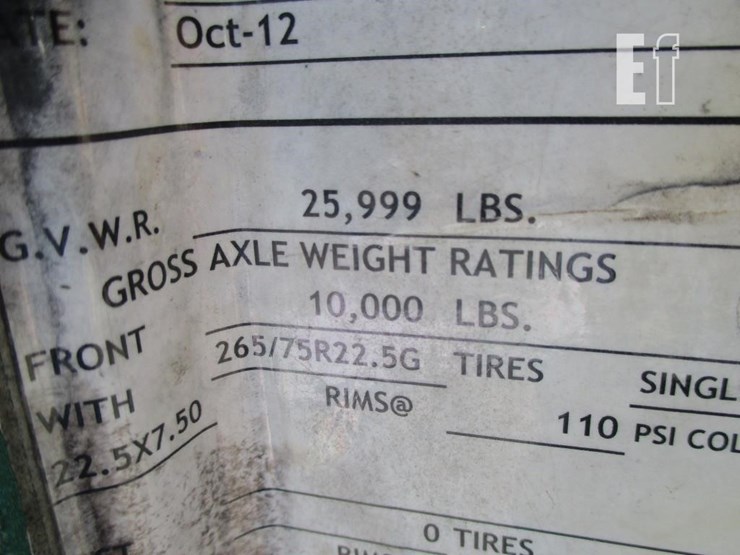 TE: Oct-12
Ef
G.V.W.R. 25,999 LBS.
GROSS AXLE WEIGHT RATINGS
FRONT 10,000 LBS.
WITH 265/75R22.5G TIRES SINGL
22.5X7.50 RIMS@ 110 PSI COL
0 TIRES